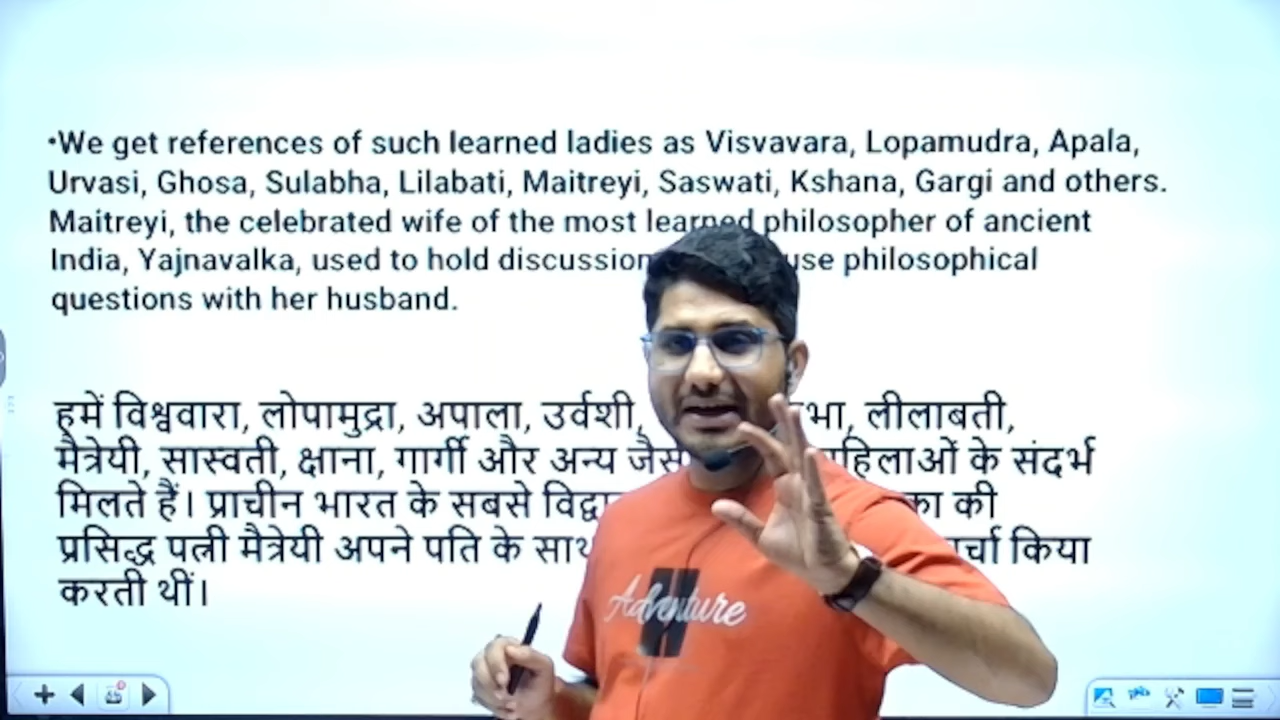 •We get references of such learned ladies as Visvavara, Lopamudra, Apala,
Urvasi, Ghosa, Sulabha, Lilabati, Maitreyi, Saswati, Kshana, Gargi and others.
Maitreyi, the celebrated wife of the most learned philosopher of ancient
India, Yajnavalka, used to hold discussion philosophical
questions with her husband.
हमें विश्ववारा, लोपामुद्रा, अपाला, उर्वशी, लीलाबती,
मैत्रेयी, सास्वती, क्षाना, गार्गी और अन्य के संदर्भ
मिलते हैं। प्राचीन भारत के सबसे की
प्रसिद्ध पत्नी मैत्रेयी अपने पति के किया
करती थीं।
Adventure